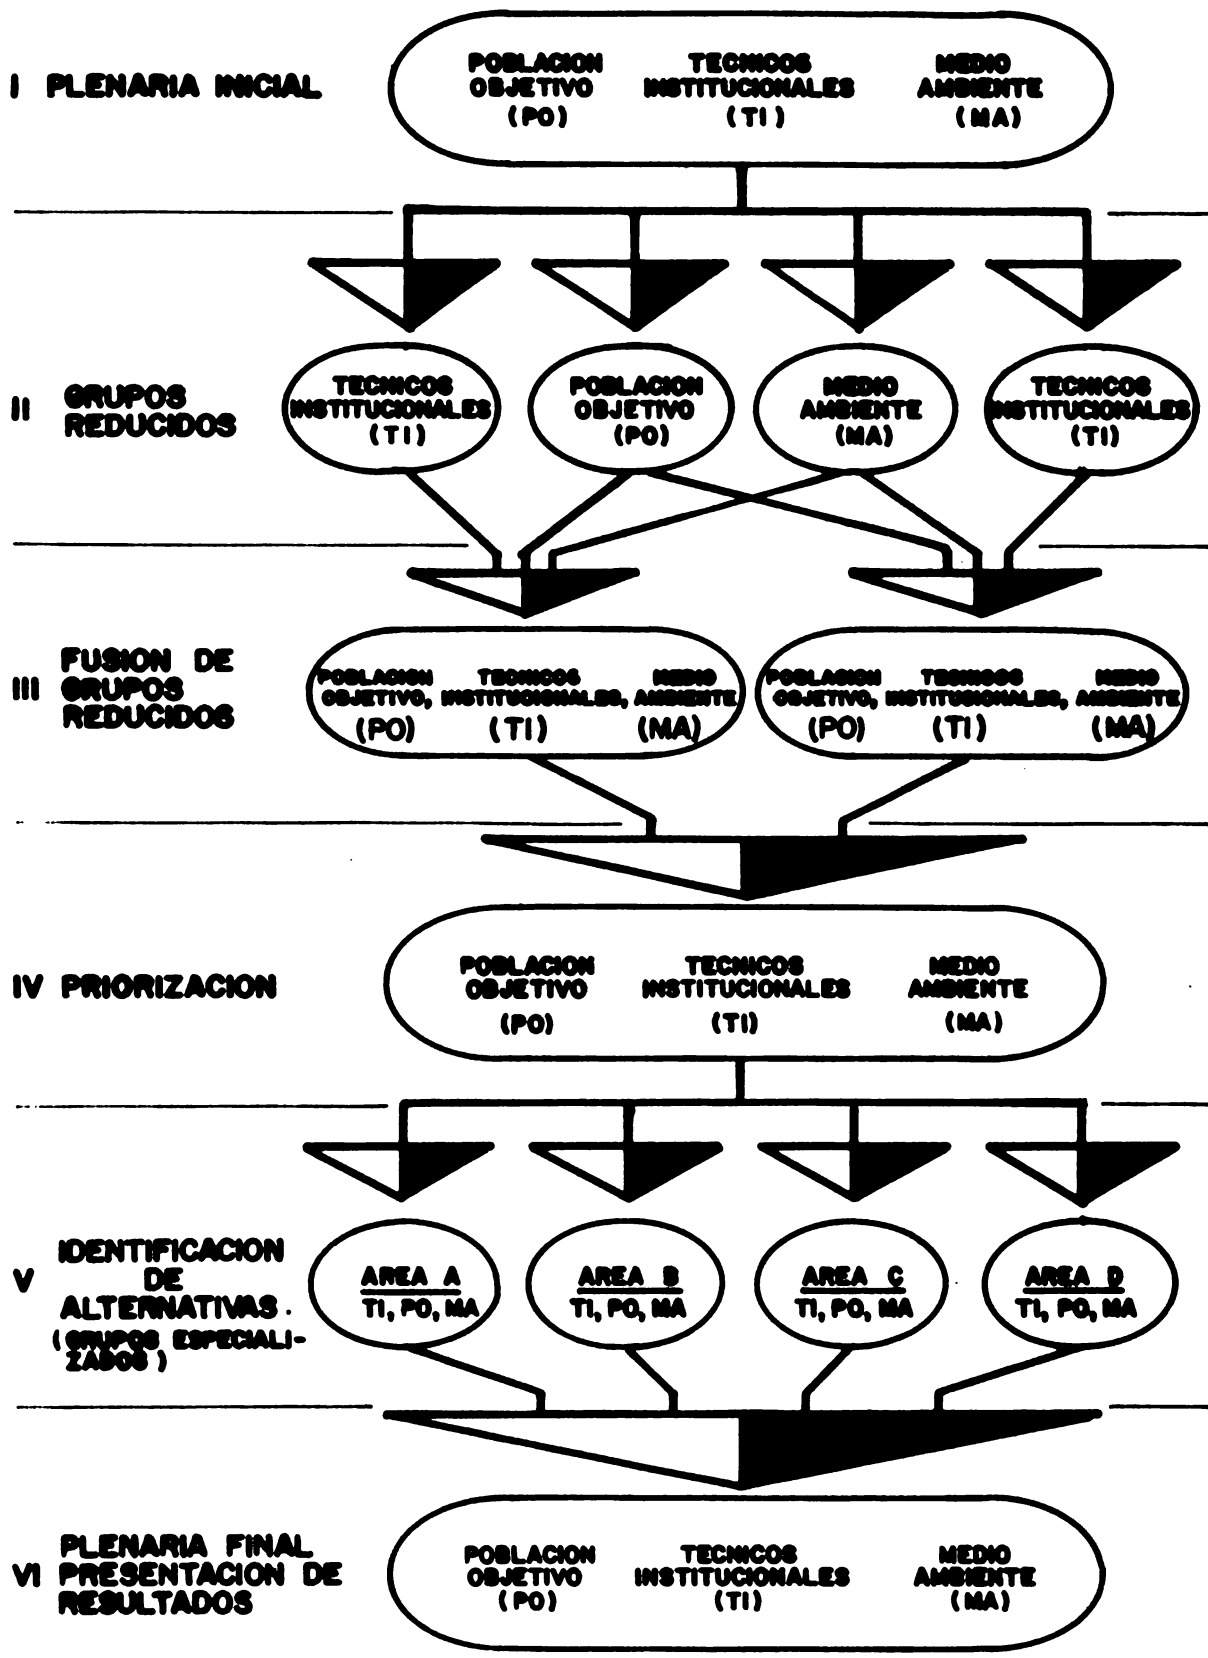 I PLENARIA INICIAL
POBLACION TECNICOS MEDIO
OBJETIVO INSTITUCIONALES AMBIENTE
(PO) (TI) (MA)
II GRUPOS
REDUCIDOS
TECNICOS
INSTITUCIONALES
(TI)
POBLACION
OBJETIVO
(PO)
MEDIO
AMBIENTE
(MA)
TECNICOS
INSTITUCIONALES
(TI)
FUSION DE
III GRUPOS
REDUCIDOS
POBLACION TECNICOS MEDIO
OBJETIVO, INSTITUCIONALES, AMBIENTE
(PO) (TI) (MA)
POBLACION TECNICOS MEDIO
OBJETIVO, INSTITUCIONALES, AMBIENTE
(PO) (TI) (MA)
IV PRIORIZACION
POBLACION TECNICOS MEDIO
OBJETIVO INSTITUCIONALES AMBIENTE
(PO) (TI) (MA)
IDENTIFICACION
V DE
ALTERNATIVAS.
(GRUPOS ESPECIALI-
ZADOS)
AREA A
TI, PO, MA
AREA B
TI, PO, MA
AREA C
TI, PO, MA
AREA D
TI, PO, MA
PLENARIA FINAL
VI PRESENTACION DE
RESULTADOS
POBLACION TECNICOS MEDIO
OBJETIVO INSTITUCIONALES AMBIENTE
(PO) (TI) (MA)